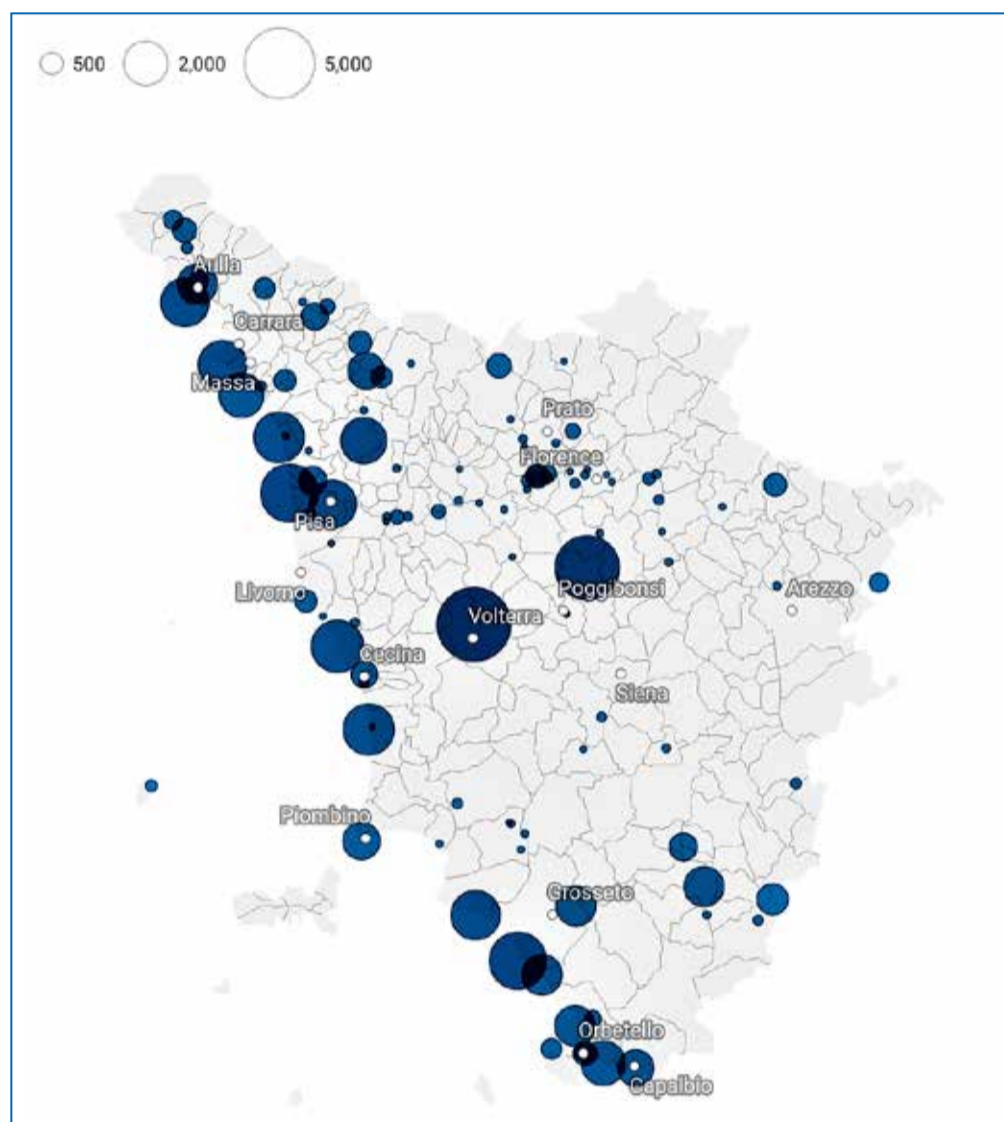 500 2,000 5,000
Aulla
Carrara
Massa
Prato
Florence
Pisa
Poggibonsi
Livorno
Arezzo
Volterra
Cecina
Siena
Piombino
Grosseto
Orbetello
Capalbio